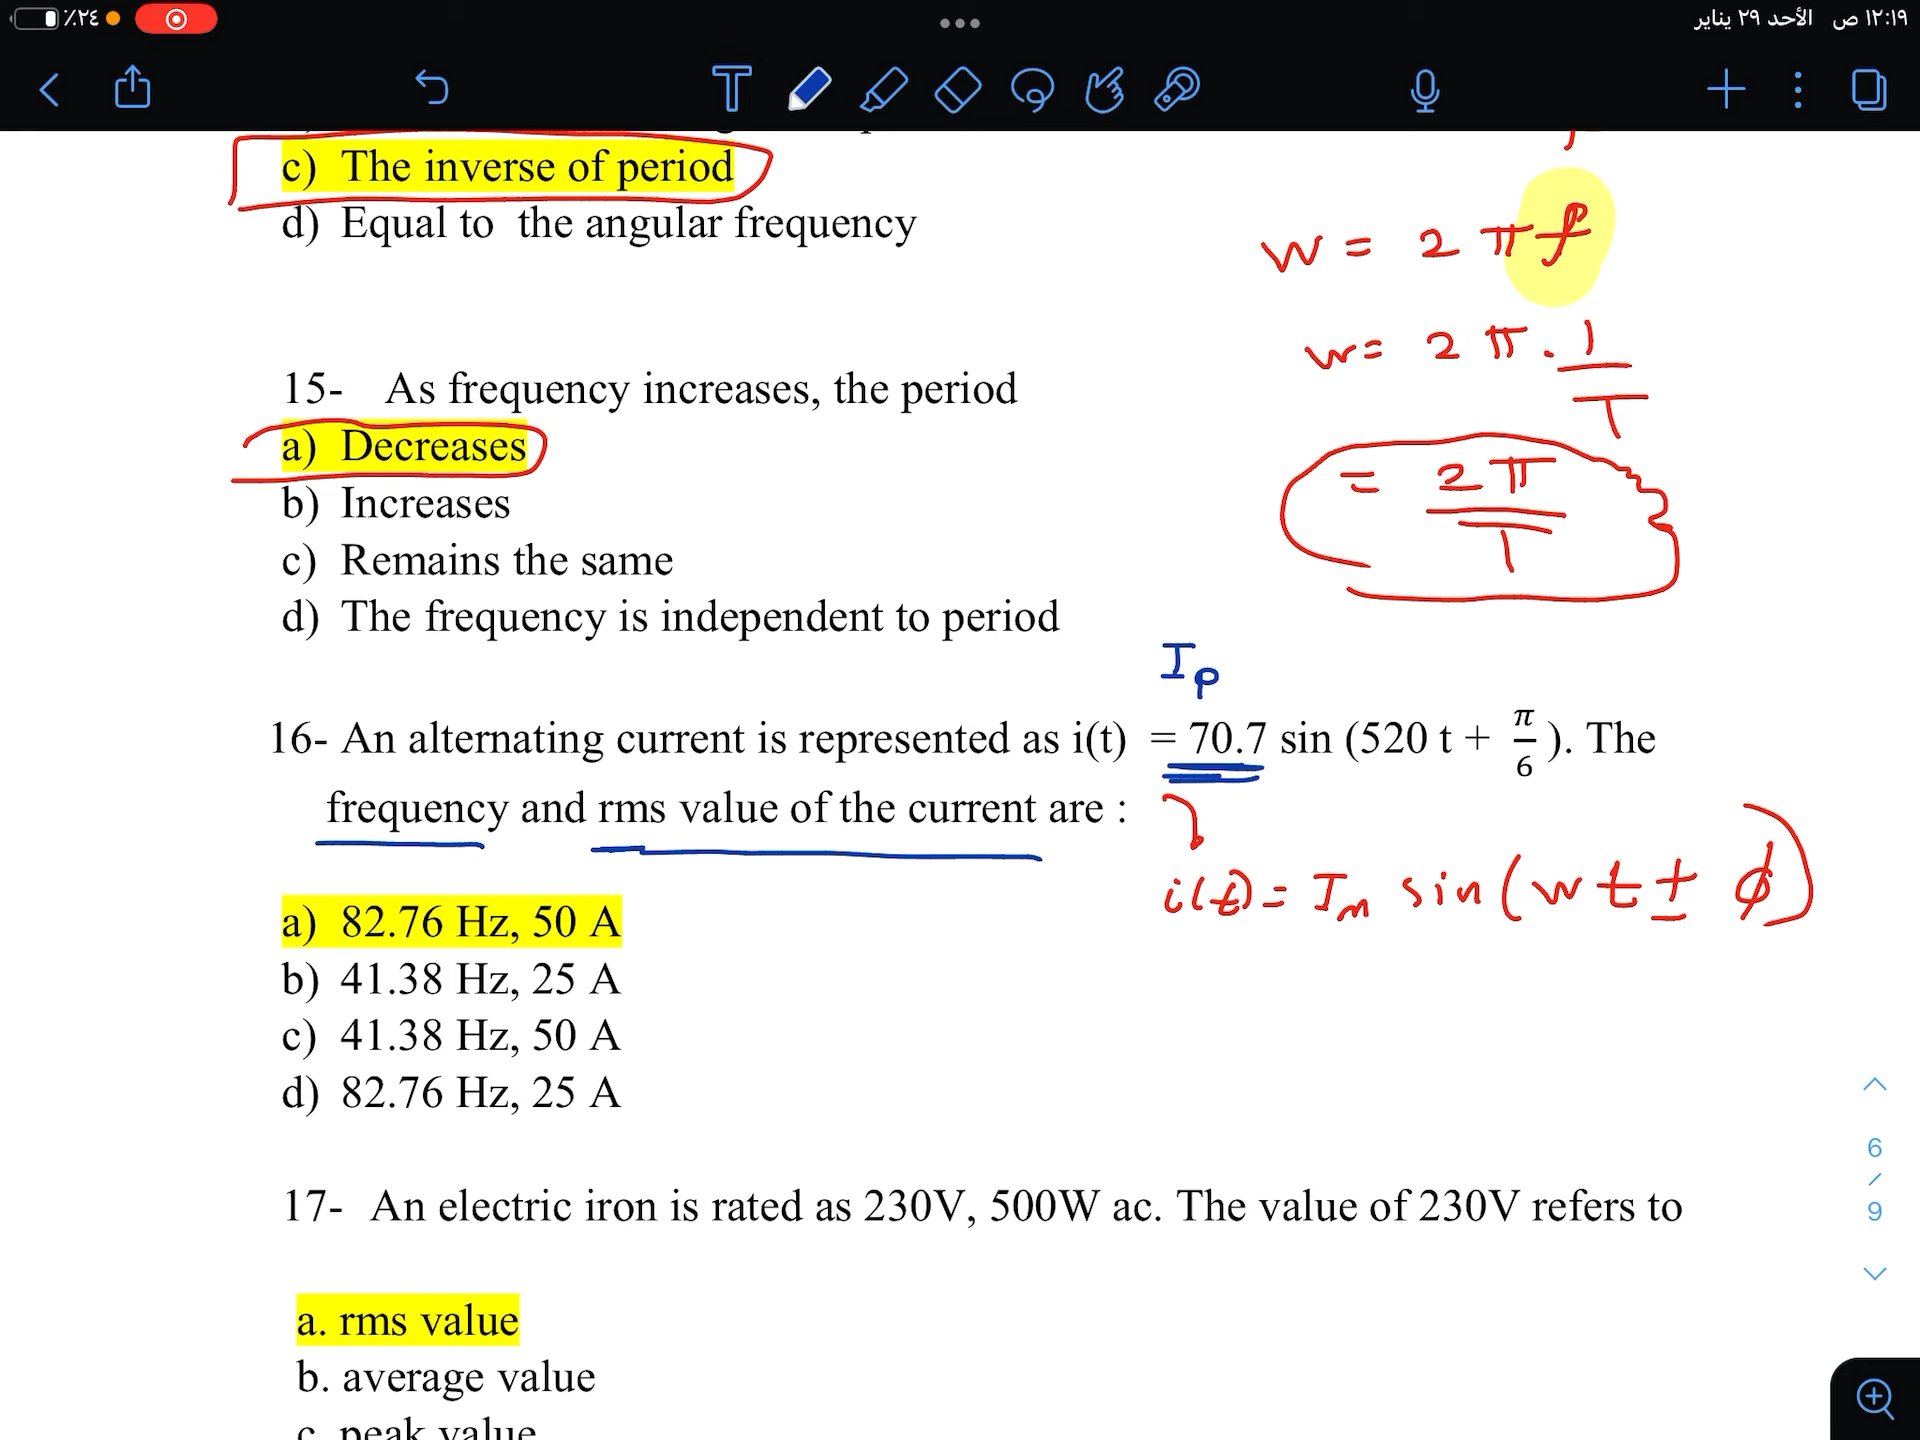 ٪٢٤
١٢:١٩ ص الأحد ٢٩ يناير
c) The inverse of period
d) Equal to the angular frequency
w = 2 π f
w = 2 π . 1/T
= 2π/T
15- As frequency increases, the period
a) Decreases
b) Increases
c) Remains the same
d) The frequency is independent to period
Ip
16- An alternating current is represented as i(t) = 70.7 sin (520 t + π/6). The
frequency and rms value of the current are :
i(t) = Im sin (wt ± φ)
a) 82.76 Hz, 50 A
b) 41.38 Hz, 25 A
c) 41.38 Hz, 50 A
d) 82.76 Hz, 25 A
6
/
9
17- An electric iron is rated as 230V, 500W ac. The value of 230V refers to
a. rms value
b. average value
c. peak value